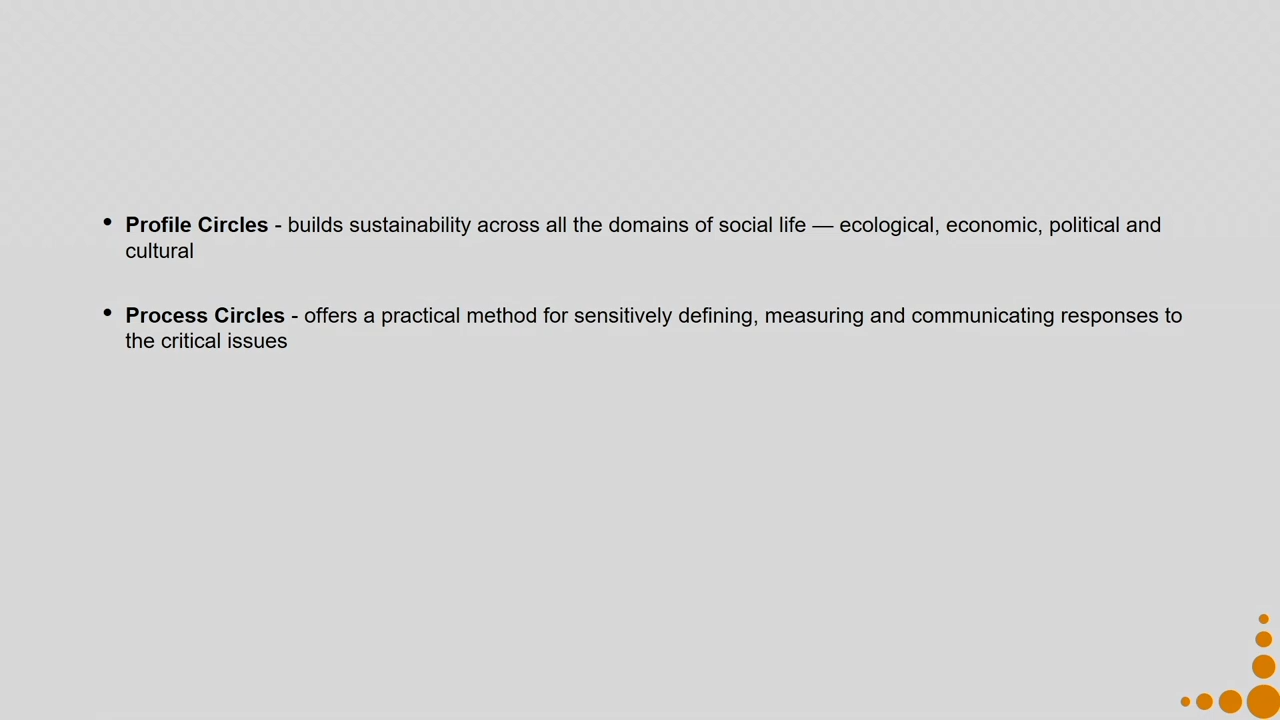 • Profile Circles - builds sustainability across all the domains of social life — ecological, economic, political and
cultural
• Process Circles - offers a practical method for sensitively defining, measuring and communicating responses to
the critical issues